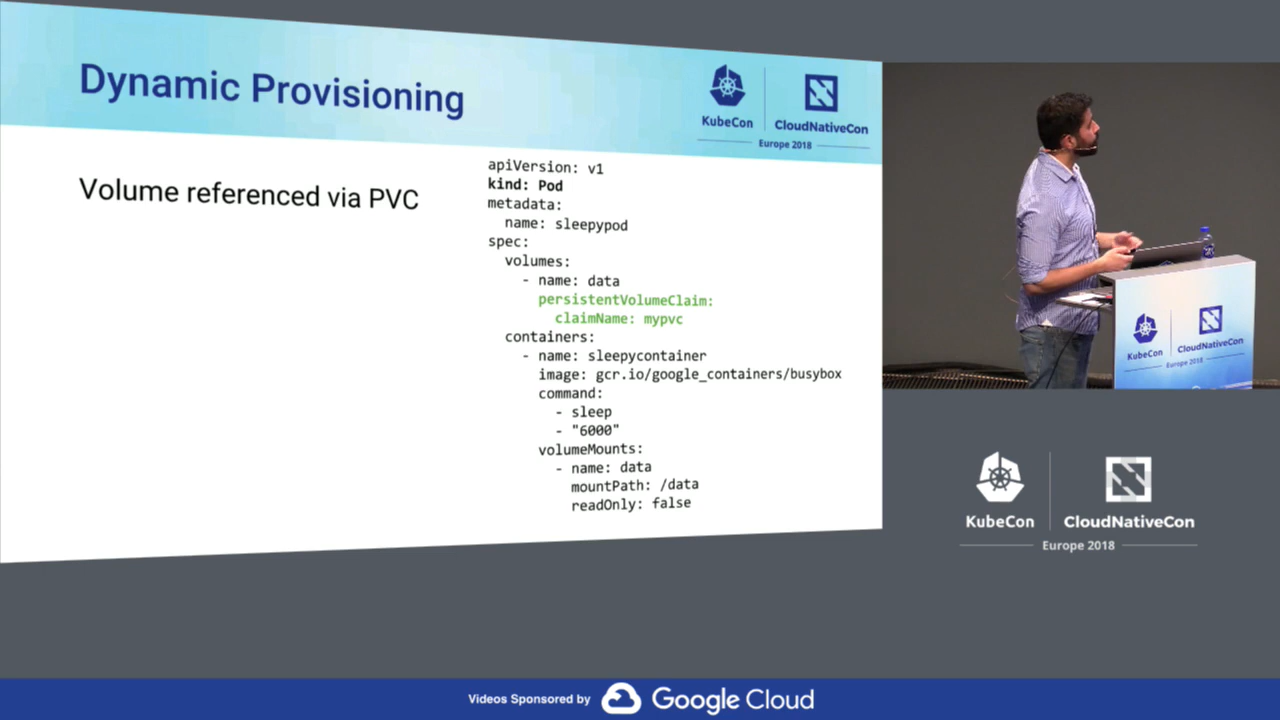 Dynamic Provisioning
KubeCon
CloudNativeCon
Europe 2018
Volume referenced via PVC
apiVersion: v1
kind: Pod
metadata:
  name: sleepypod
spec:
  volumes:
    - name: data
      persistentVolumeClaim:
        claimName: mypvc
  containers:
    - name: sleepycontainer
      image: gcr.io/google_containers/busybox
      command:
        - sleep
        - "6000"
      volumeMounts:
        - name: data
          mountPath: /data
          readOnly: false
KubeCon
CloudNativeCon
Europe 2018
KubeCon
CloudNativeCon
Europe 2018
Videos Sponsored by Google Cloud